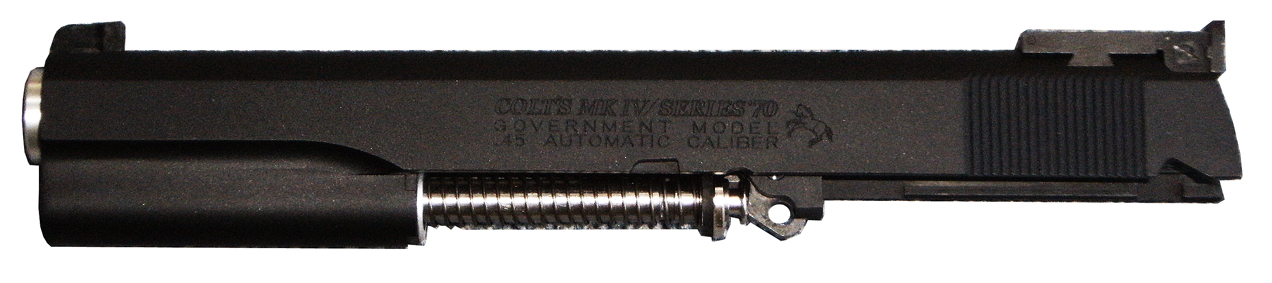 COLT'S MK IV/SERIES'70
GOVERNMENT MODEL
.45 AUTOMATIC CALIBER